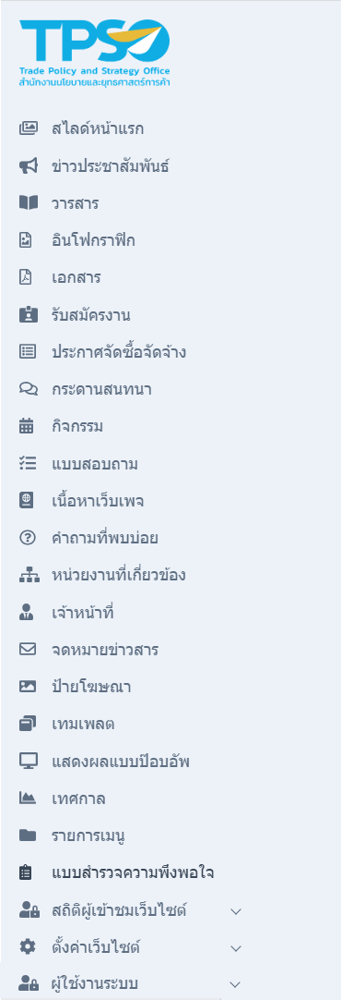 TPSO
Trade Policy and Strategy Office
สำนักงานนโยบายและยุทธศาสตร์การค้า
สไลด์หน้าแรก
ข่าวประชาสัมพันธ์
วารสาร
อินโฟกราฟิก
เอกสาร
รับสมัครงาน
ประกาศจัดซื้อจัดจ้าง
กระดานสนทนา
กิจกรรม
แบบสอบถาม
เนื้อหาเว็บเพจ
คำถามที่พบบ่อย
หน่วยงานที่เกี่ยวข้อง
เจ้าหน้าที่
จดหมายข่าวสาร
ป้ายโฆษณา
เทมเพลต
แสดงผลแบบป๊อบอัพ
เทศกาล
รายการเมนู
แบบสำรวจความพึงพอใจ
สถิติผู้เข้าชมเว็บไซต์
ตั้งค่าเว็บไซต์
ผู้ใช้งานระบบ